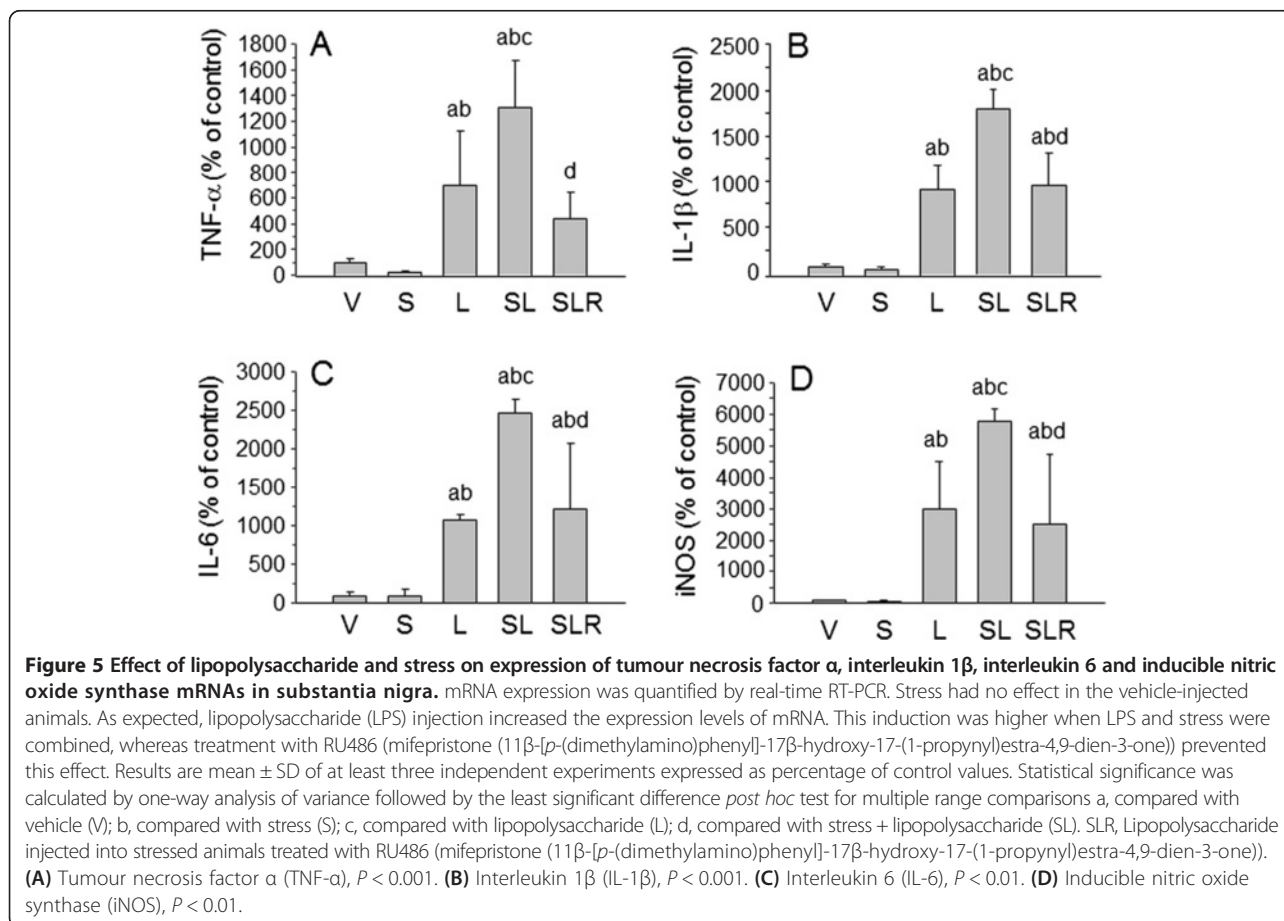 A
TNF-α (% of control)
1800
1600
1400
1200
1000
800
600
400
200
0
ab
abc
d
V S L SL SLR
B
IL-1β (% of control)
2500
2000
1500
1000
500
0
ab
abc
abd
V S L SL SLR
C
IL-6 (% of control)
3000
2500
2000
1500
1000
500
0
ab
abc
abd
V S L SL SLR
D
iNOS (% of control)
7000
6000
5000
4000
3000
2000
1000
0
ab
abc
abd
V S L SL SLR
Figure 5 Effect of lipopolysaccharide and stress on expression of tumour necrosis factor α, interleukin 1β, interleukin 6 and inducible nitric
oxide synthase mRNAs in substantia nigra. mRNA expression was quantified by real-time RT-PCR. Stress had no effect in the vehicle-injected
animals. As expected, lipopolysaccharide (LPS) injection increased the expression levels of mRNA. This induction was higher when LPS and stress were
combined, whereas treatment with RU486 (mifepristone (11β-[p-(dimethylamino)phenyl]-17β-hydroxy-17-(1-propynyl)estra-4,9-dien-3-one)) prevented
this effect. Results are mean ± SD of at least three independent experiments expressed as percentage of control values. Statistical significance was
calculated by one-way analysis of variance followed by the least significant difference post hoc test for multiple range comparisons a, compared with
vehicle (V); b, compared with stress (S); c, compared with lipopolysaccharide (L); d, compared with stress + lipopolysaccharide (SL). SLR, Lipopolysaccharide
injected into stressed animals treated with RU486 (mifepristone (11β-[p-(dimethylamino)phenyl]-17β-hydroxy-17-(1-propynyl)estra-4,9-dien-3-one)).
(A) Tumour necrosis factor α (TNF-α), P < 0.001. (B) Interleukin 1β (IL-1β), P < 0.001. (C) Interleukin 6 (IL-6), P < 0.01. (D) Inducible nitric oxide
synthase (iNOS), P < 0.01.